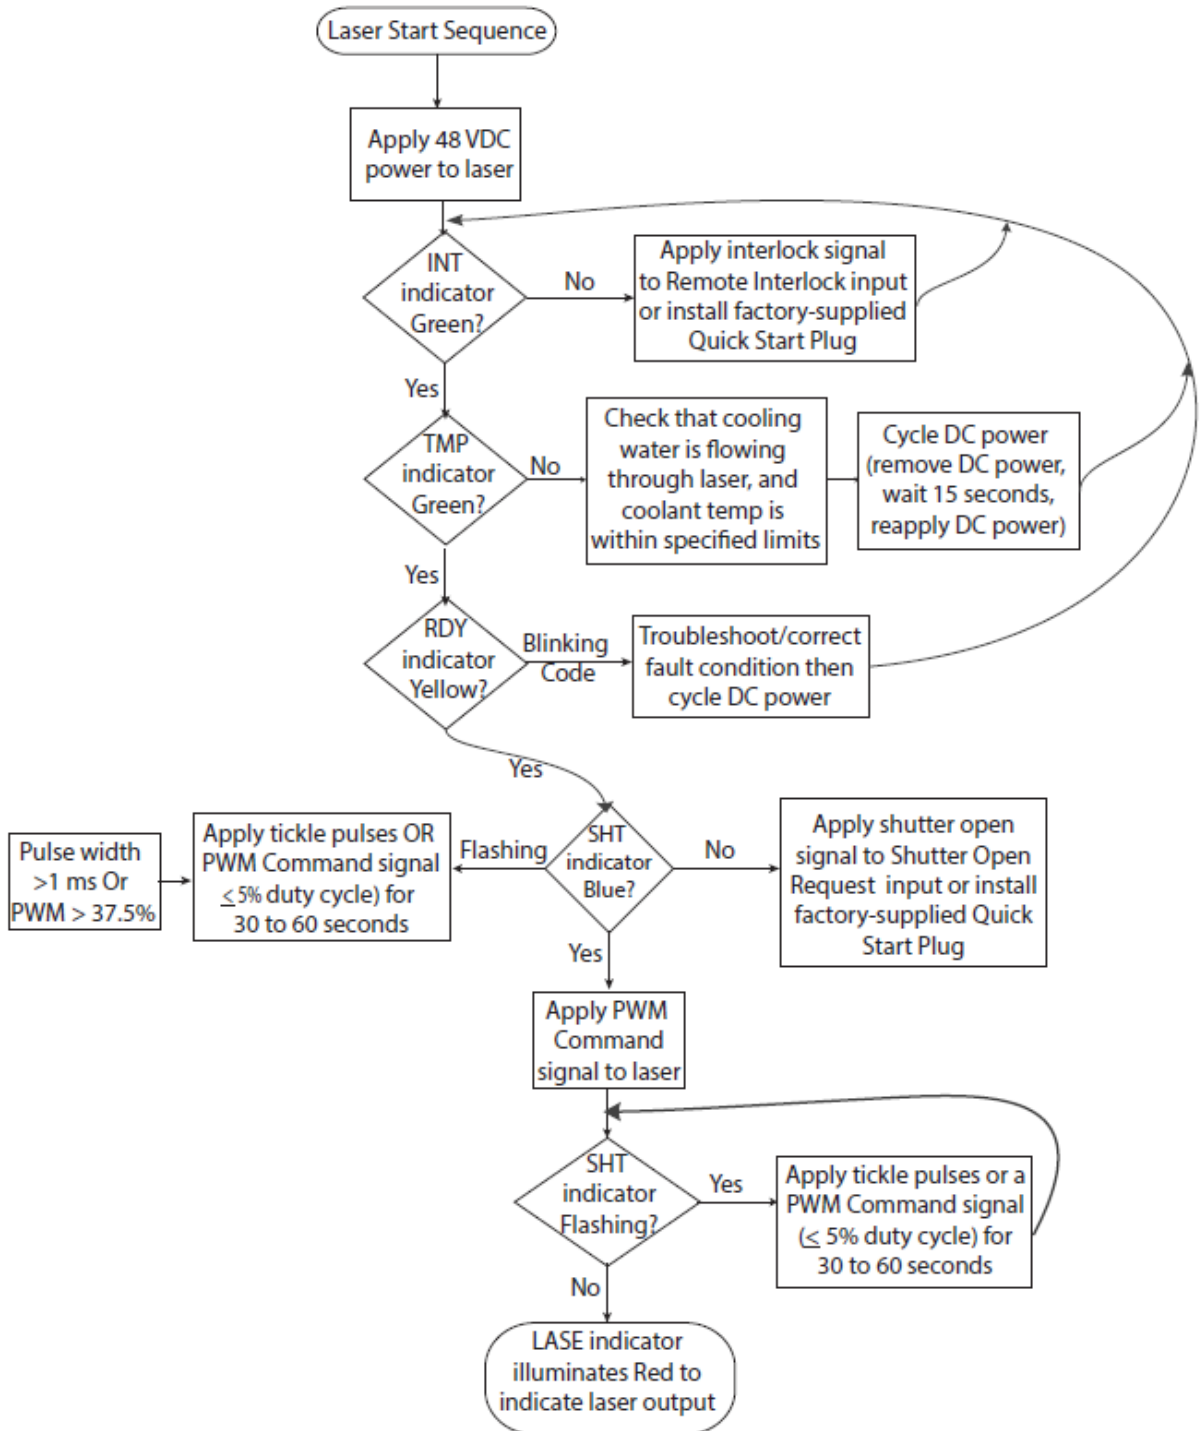 Laser Start Sequence
Apply 48 VDC
power to laser
INT
indicator
Green?
No
Apply interlock signal
to Remote Interlock input
or install factory-supplied
Quick Start Plug
Yes
TMP
indicator
Green?
No
Check that cooling
water is flowing
through laser, and
coolant temp is
within specified limits
Cycle DC power
(remove DC power,
wait 15 seconds,
reapply DC power)
Yes
RDY
indicator
Yellow?
Blinking
Code
Troubleshoot/correct
fault condition then
cycle DC power
Yes
Pulse width
>1 ms Or
PWM > 37.5%
Apply tickle pulses OR
PWM Command signal
≤ 5% duty cycle) for
30 to 60 seconds
Flashing
SHT
indicator
Blue?
No
Apply shutter open
signal to Shutter Open
Request input or install
factory-supplied Quick
Start Plug
Yes
Apply PWM
Command
signal to laser
SHT
indicator
Flashing?
Yes
Apply tickle pulses or a
PWM Command signal
(≤ 5% duty cycle) for
30 to 60 seconds
No
LASE indicator
illuminates Red to
indicate laser output